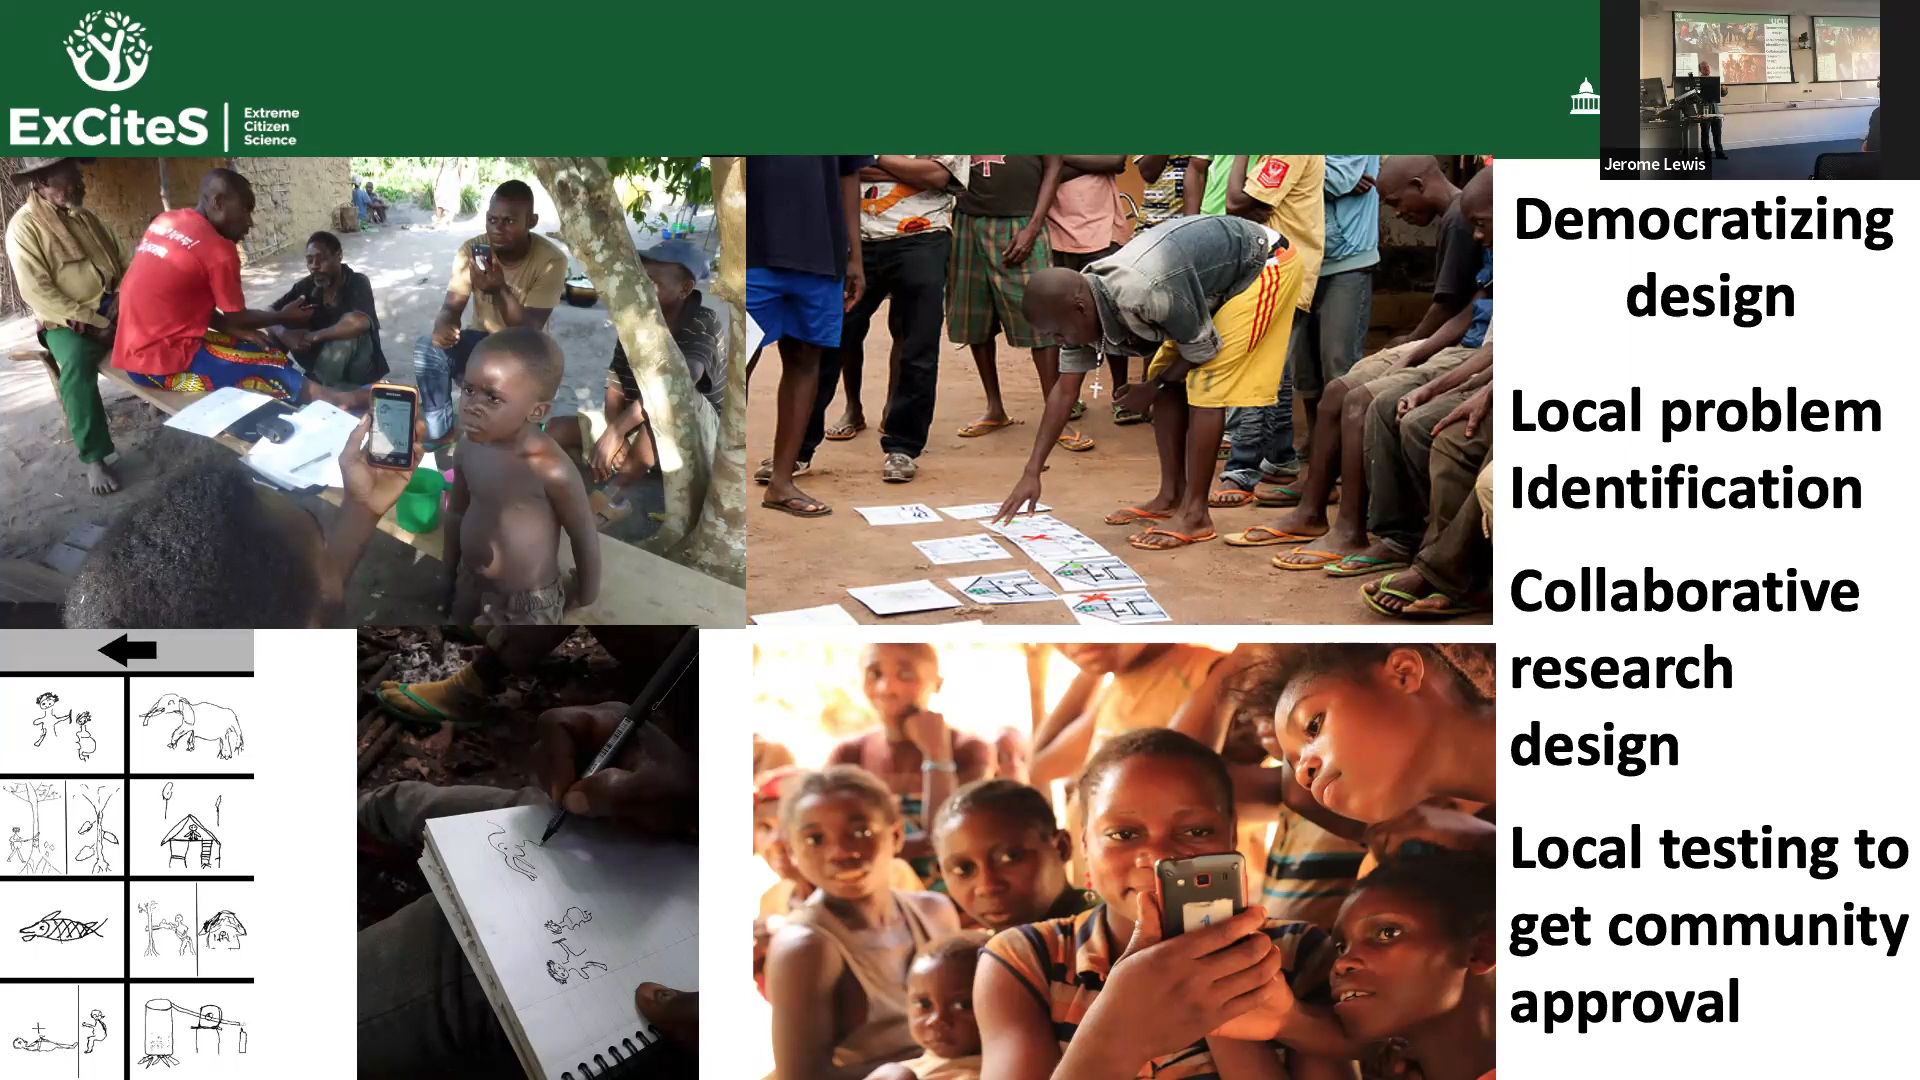 ExCiteS
Extreme
Citizen
Science
Jerome Lewis
Democratizing
design
Local problem
Identification
Collaborative
research
design
Local testing to
get community
approval